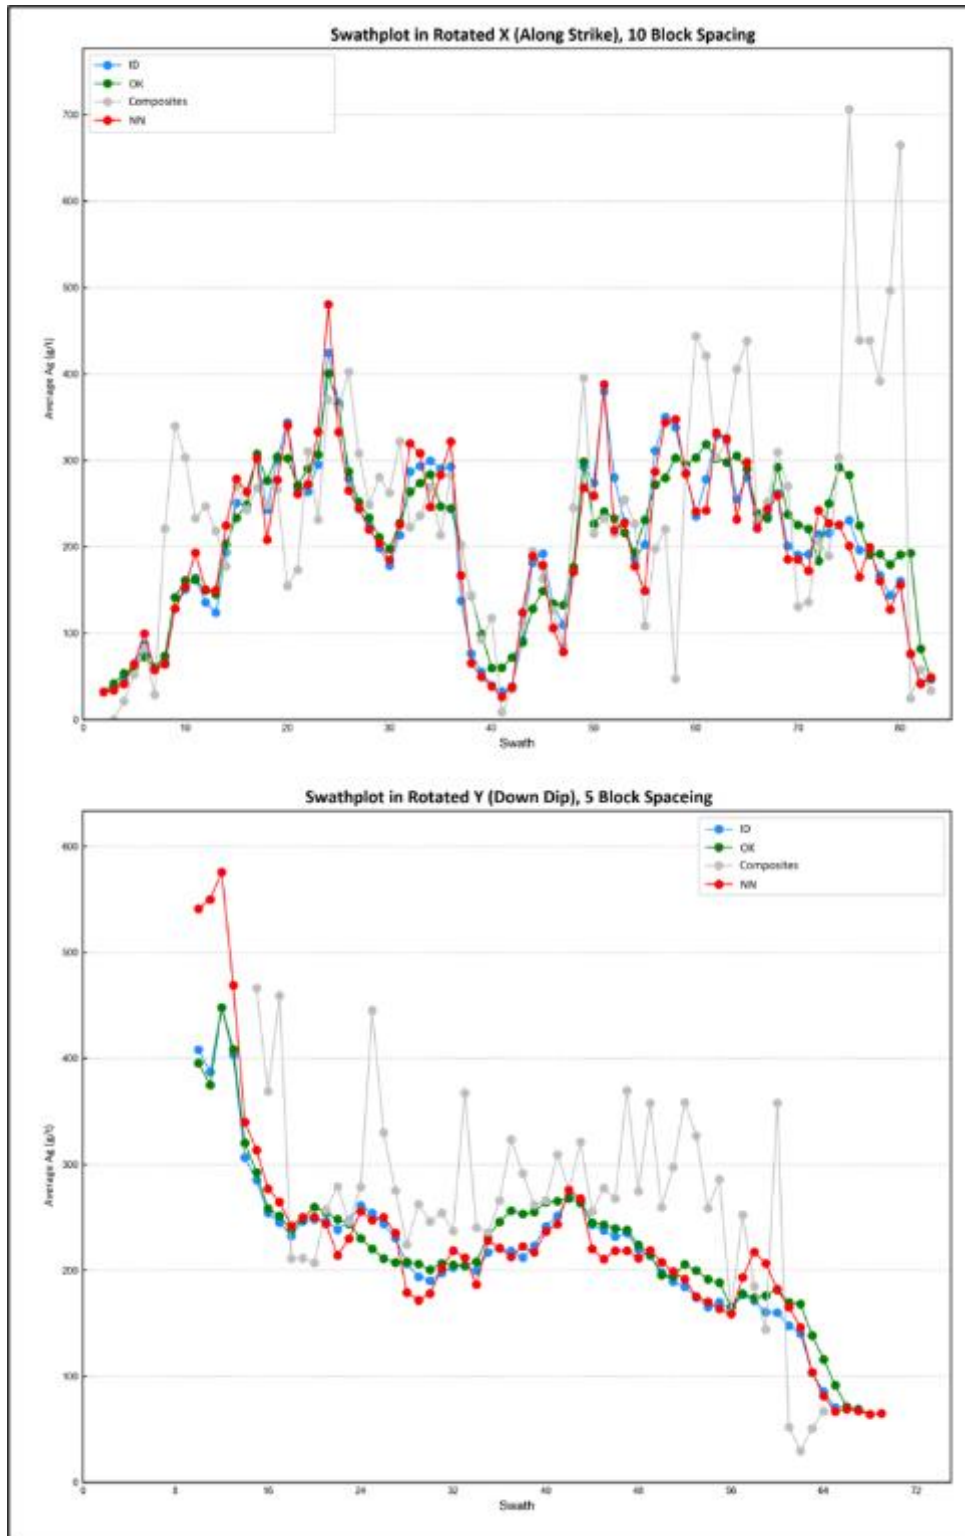 Swathplot in Rotated X (Along Strike), 10 Block Spacing
ID
OK
Composites
NN
Average Ag (g/t)
700
600
500
400
300
200
100
0
0 10 20 30 40 50 60 70 80
Swath
Swathplot in Rotated Y (Down Dip), 5 Block Spaceing
ID
OK
Composites
NN
Average Ag (g/t)
600
500
400
300
200
100
0
0 8 16 24 32 40 48 56 64 72
Swath